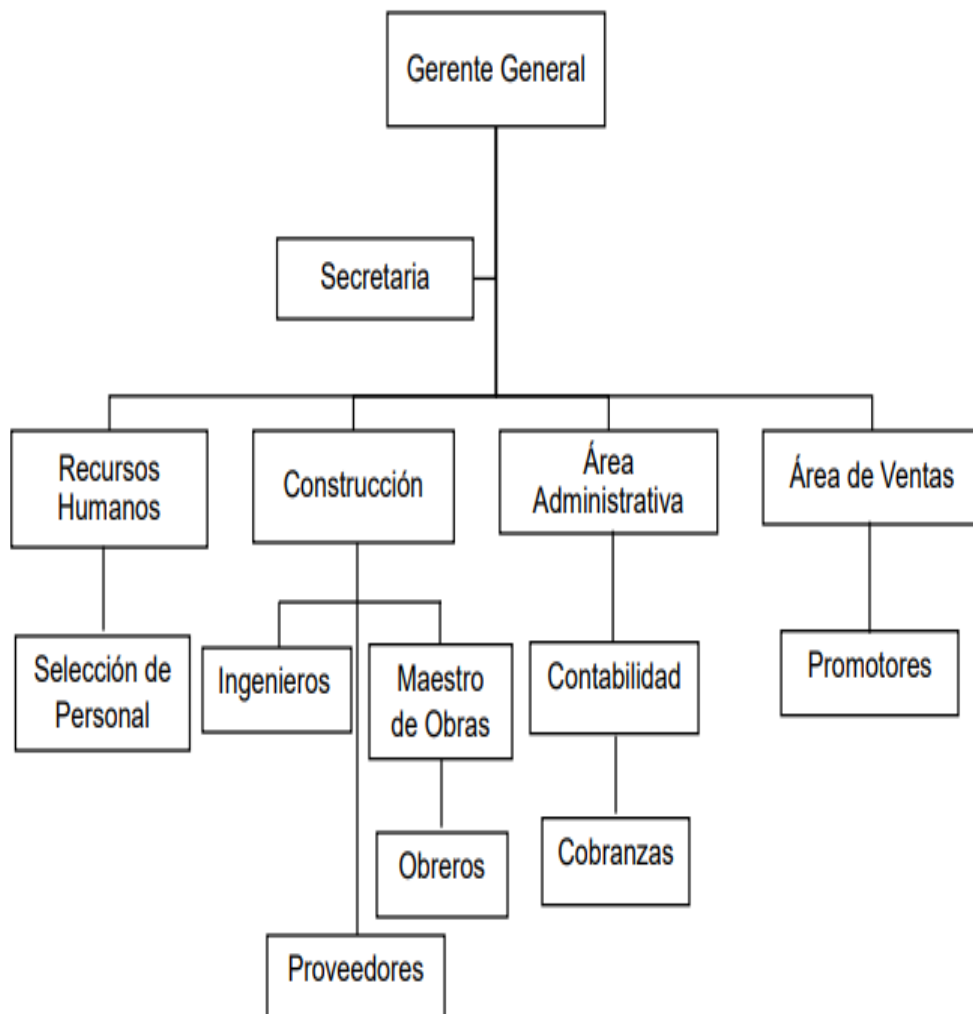 Gerente General
Secretaria
Recursos
Humanos
Construcción
Área
Administrativa
Área de Ventas
Selección de
Personal
Ingenieros
Maestro
de Obras
Contabilidad
Promotores
Obreros
Cobranzas
Proveedores